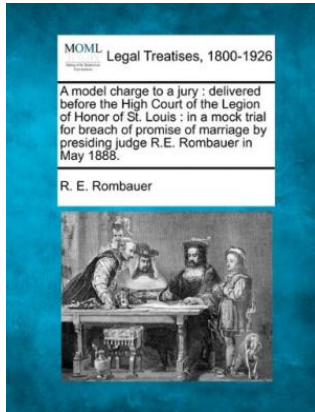 MOML
Legal Treatises, 1800-1926
A model charge to a jury : delivered
before the High Court of the Legion
of Honor of St. Louis : in a mock trial
for breach of promise of marriage by
presiding judge R.E. Rombauer in
May 1888.
R. E. Rombauer